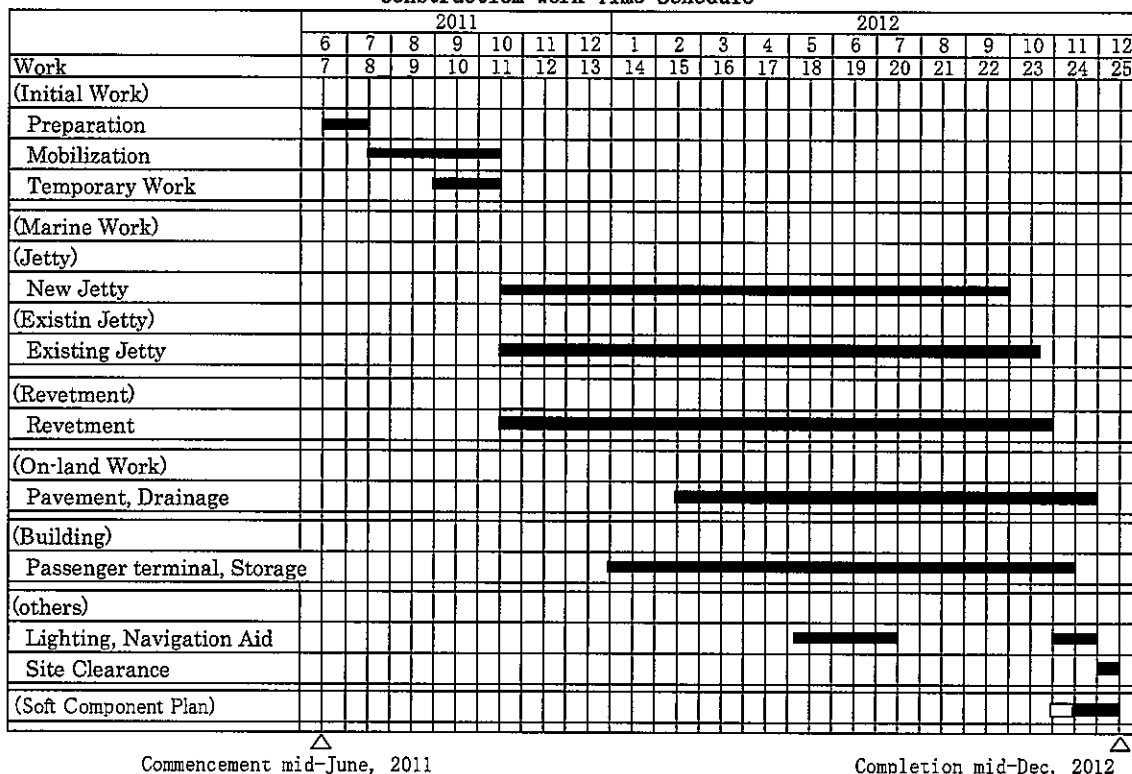 Construction Work Time Schedule
2011 2012
6 7 8 9 10 11 12 1 2 3 4 5 6 7 8 9 10 11 12
Work 7 8 9 10 11 12 13 14 15 16 17 18 19 20 21 22 23 24 25
(Initial Work)
Preparation
Mobilization
Temporary Work
(Marine Work)
(Jetty)
New Jetty
(Existin Jetty)
Existing Jetty
(Revetment)
Revetment
(On-land Work)
Pavement, Drainage
(Building)
Passenger terminal, Storage
(others)
Lighting, Navigation Aid
Site Clearance
(Soft Component Plan)
Commencement mid-June, 2011 Completion mid-Dec. 2012